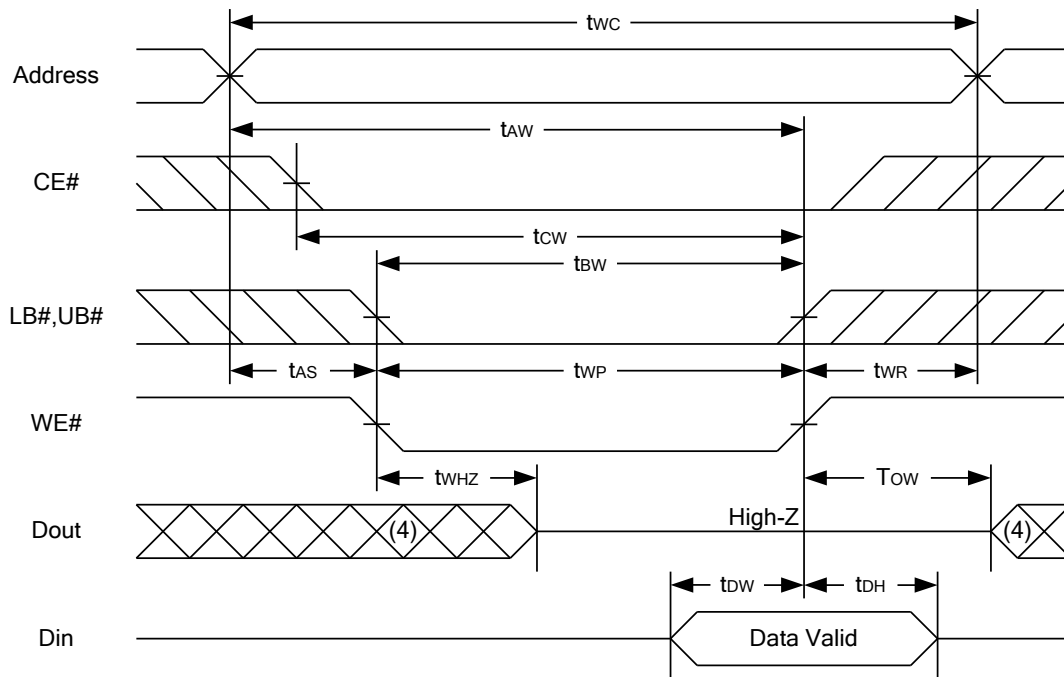 twc
Address
tAW
CE#
tcw
tBW
LB#,UB#
tAS
tWP
tWR
WE#
tWHZ
Tow
Dout
(4)
High-Z
(4)
tDW
tDH
Din
Data Valid